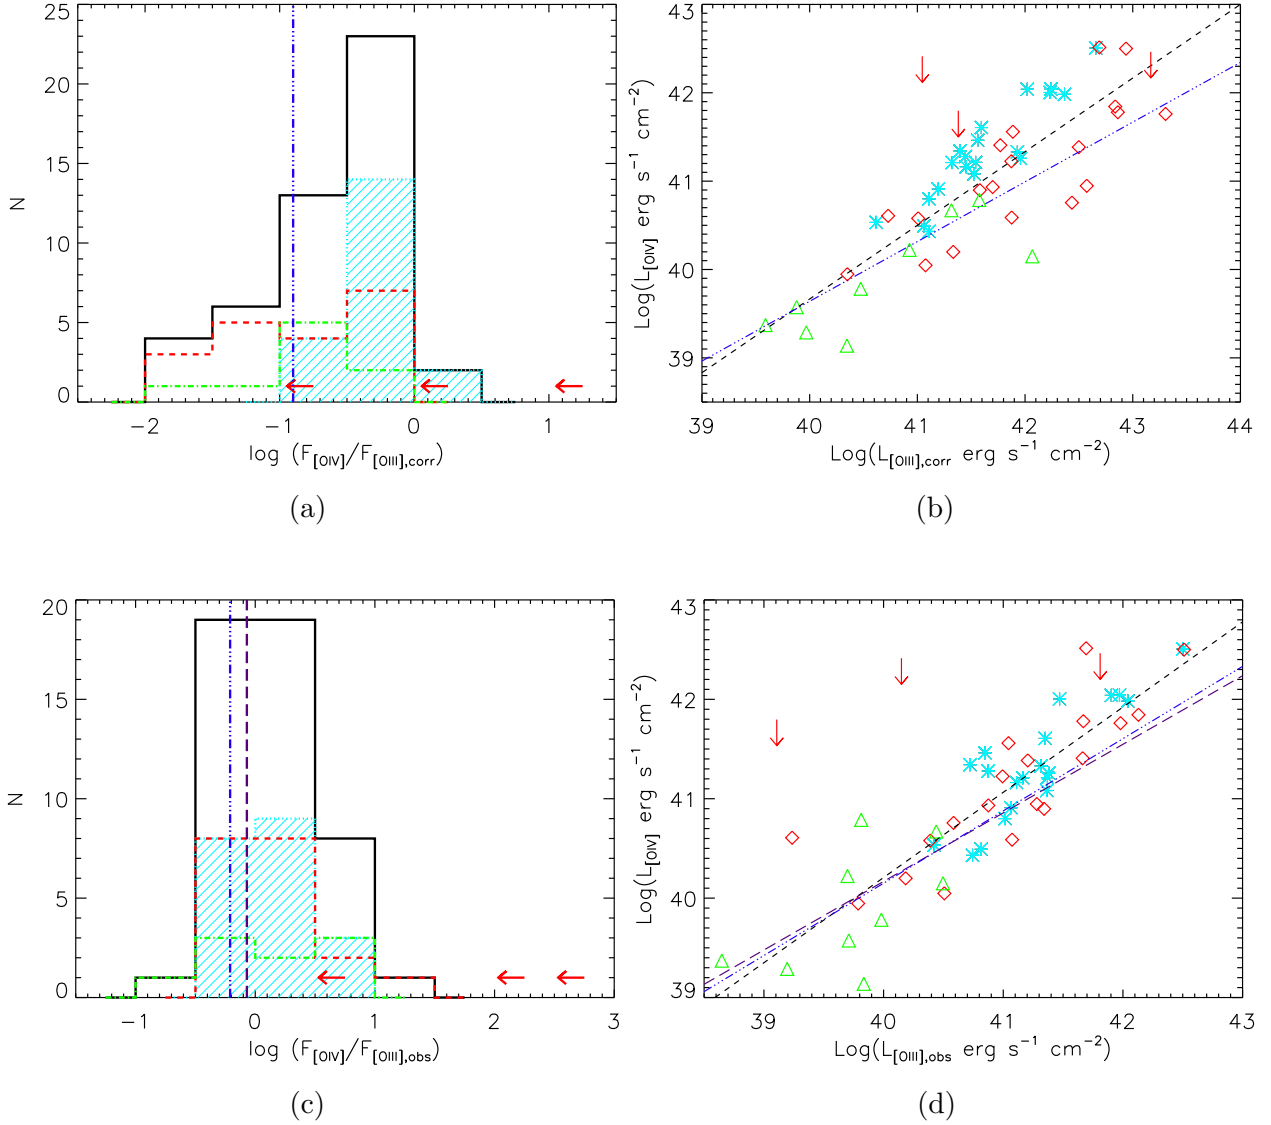 25
20
15
10
5
0
N
-2 -1 0 1
log (F[OIV]/F[OIII],corr)
(a)
43
42
41
40
39
Log(L[OIV] erg s−1 cm−2)
39 40 41 42 43 44
Log(L[OIII],corr erg s−1 cm−2)
(b)
20
15
10
5
0
N
-1 0 1 2 3
log (F[OIV]/F[OIII],obs)
(c)
43
42
41
40
39
Log(L[OIV] erg s−1 cm−2)
39 40 41 42 43
Log(L[OIII],obs erg s−1 cm−2)
(d)